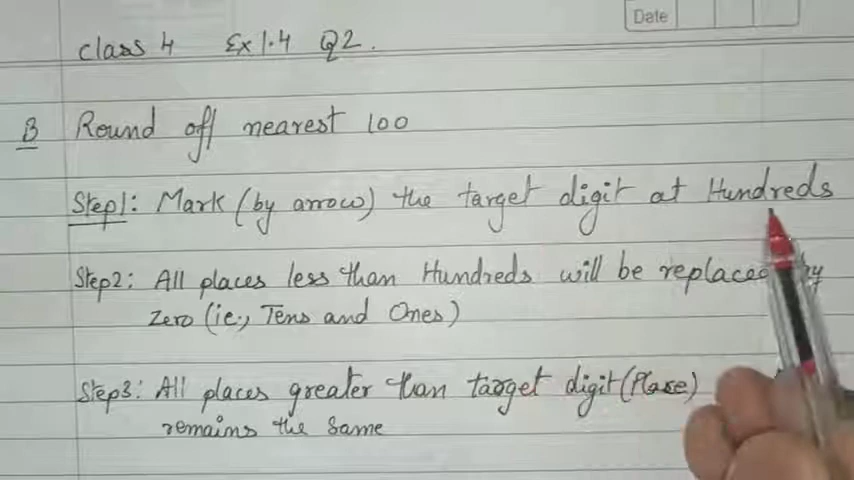 Date
Class 4 Ex 1.4 Q2.
B Round off nearest 100
Step1: Mark (by arrow) the target digit at Hundreds
Step2: All places less than Hundreds will be replaced by
Zero (ie., Tens and Ones)
Step3: All places greater than target digit (Place)
remains the same